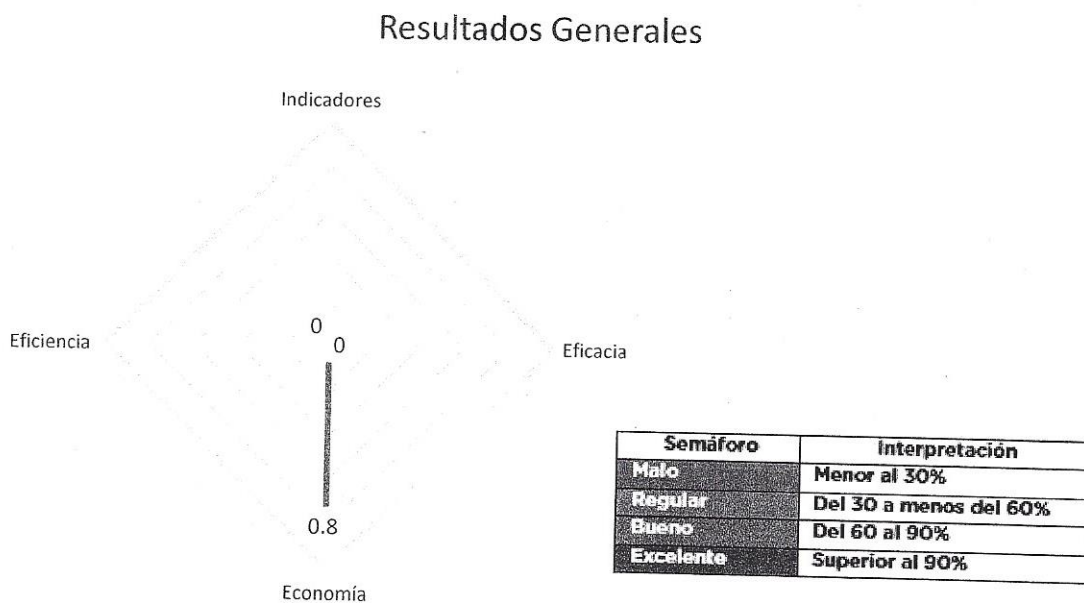 Resultados Generales
Indicadores
Eficiencia
0
0
Eficacia
0.8
Economía
Semáforo Interpretación
Malo Menor al 30%
Regular Del 30 a menos del 60%
Bueno Del 60 al 90%
Excelente Superior al 90%